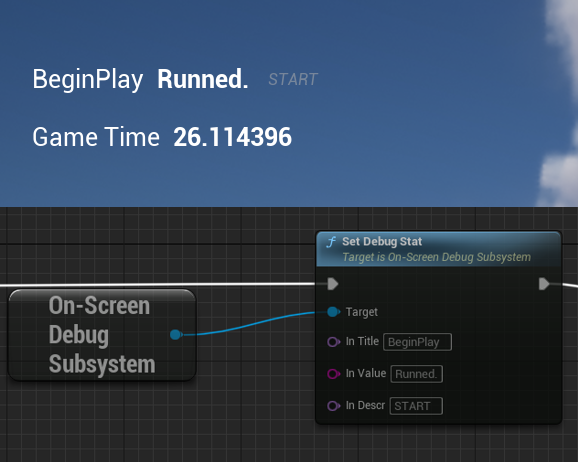 BeginPlay Runned. START
Game Time 26.114396
f Set Debug Stat
Target is On-Screen Debug Subsystem
On-Screen
Debug
Subsystem
Target
In Title BeginPlay
In Value Runned.
In Descr START